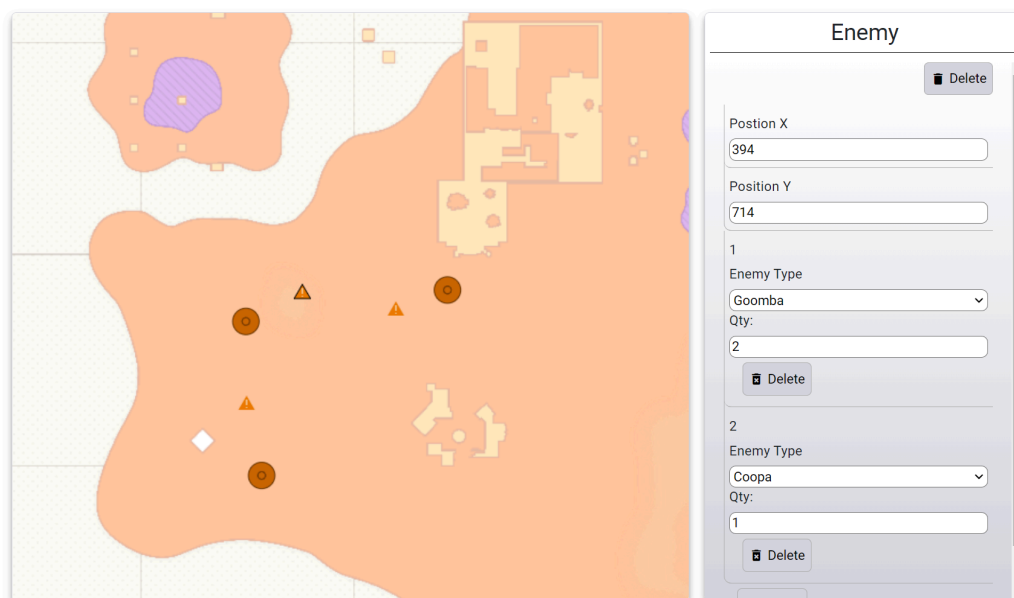 Enemy
Delete
Postion X
394
Position Y
714
1
Enemy Type
Goomba
Qty:
2
Delete
2
Enemy Type
Coopa
Qty:
1
Delete